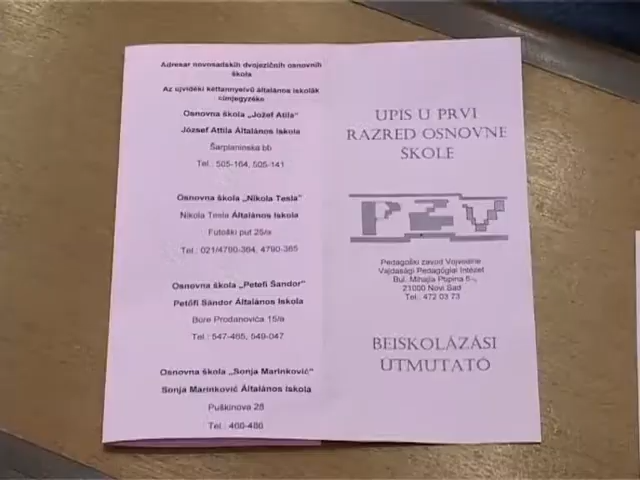 Adresar novosadskih dvojezičnih osnovnih
škola
Az újvidéki kéttannyelvű általános iskolák
címjegyzéke
Osnovna škola „Jožef Atila"
József Attila Általános Iskola
Šarplaninska bb
Tel.: 505-164, 505-141
Osnovna škola „Nikola Tesla"
Nikola Tesla Általános Iskola
Futoški put 25/a
Tel.: 021/4790-364, 4790-365
Osnovna škola „Petefi Šandor"
Petőfi Sándor Általános Iskola
Bore Prodanovića 15/a
Tel.: 547-465, 549-047
Osnovna škola „Sonja Marinković"
Sonja Marinković Általános Iskola
Puškinova 28
Tel.: 460-486
UPIS U PRVI
RAZRED OSNOVNE
ŠKOLE
PZV
Pedagoški zavod Vojvodine
Vajdasági Pedagógiai Intézet
Bul. Mihajla Pupina
21000 Novi Sad
Tel.: 472 03 73
BEISKOLÁZÁSI
ÚTMUTATÓ